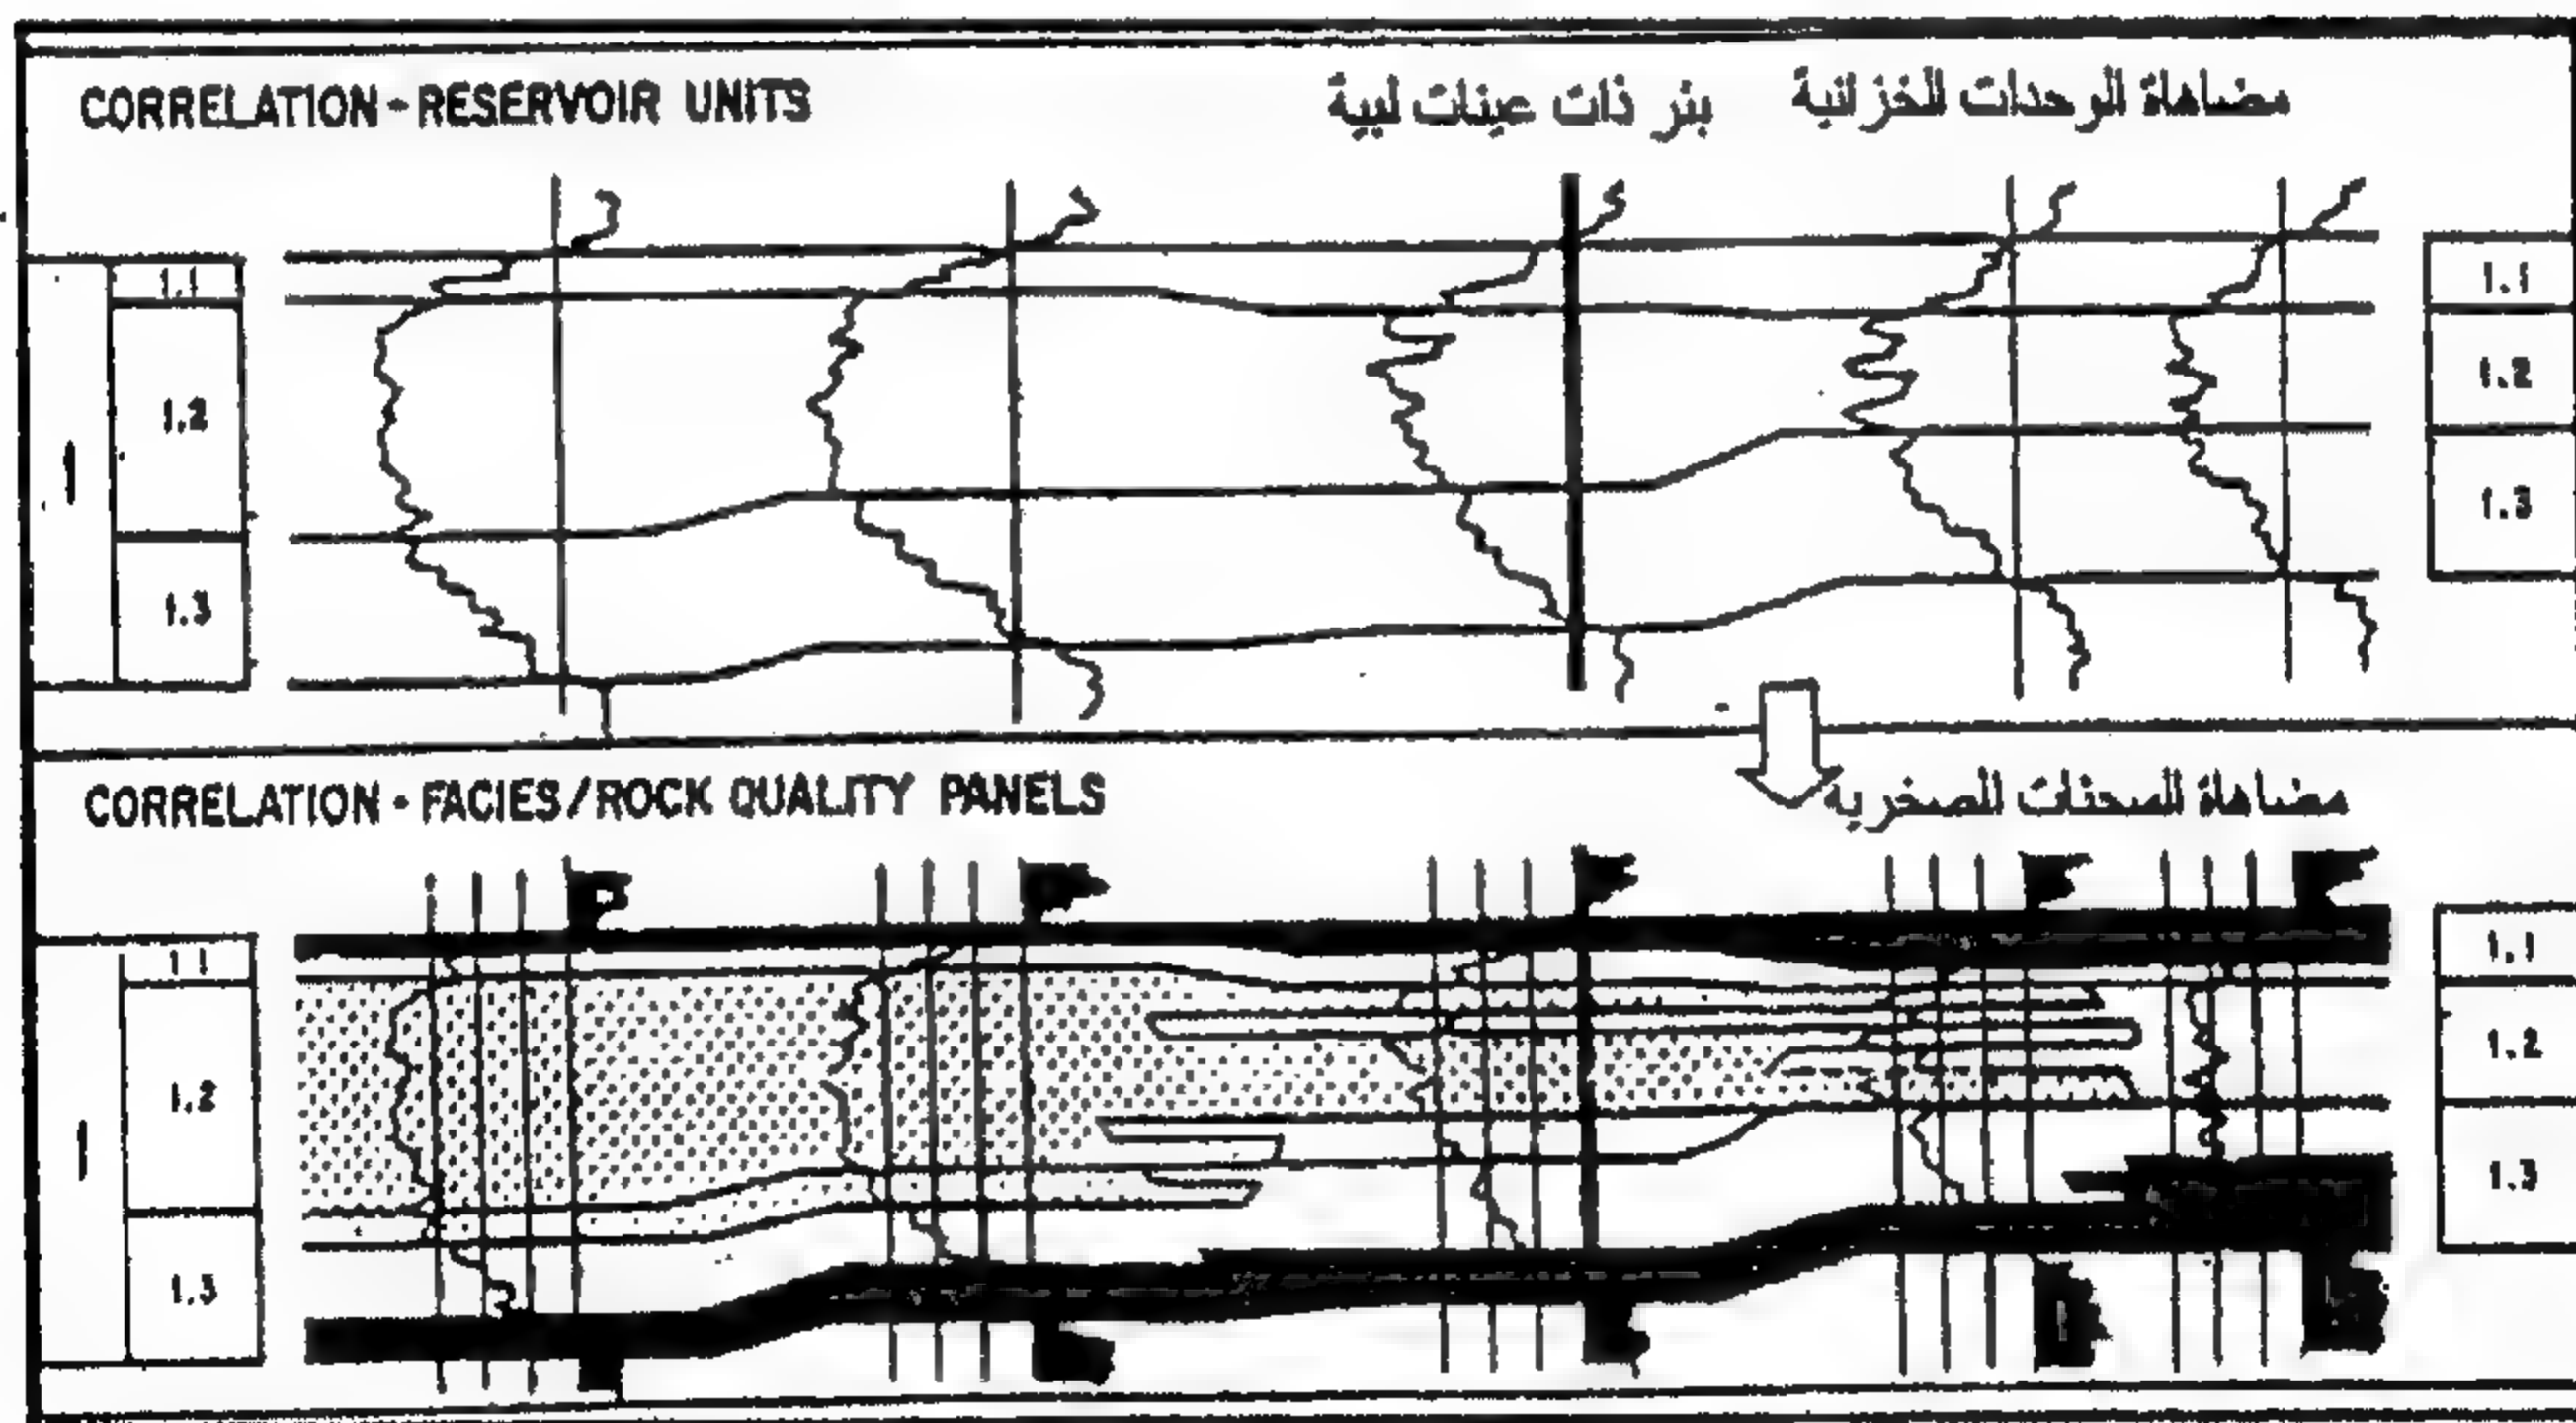 CORRELATION - RESERVOIR UNITS
مضاهاة الوحدات الخزانية
بئر ذات عينات لبية
1
1.1
1.2
1.3
1.1
1.2
1.3
CORRELATION - FACIES/ROCK QUALITY PANELS
مضاهاة السحنات الصخرية
1
1.1
1.2
1.3
1.1
1.2
1.3